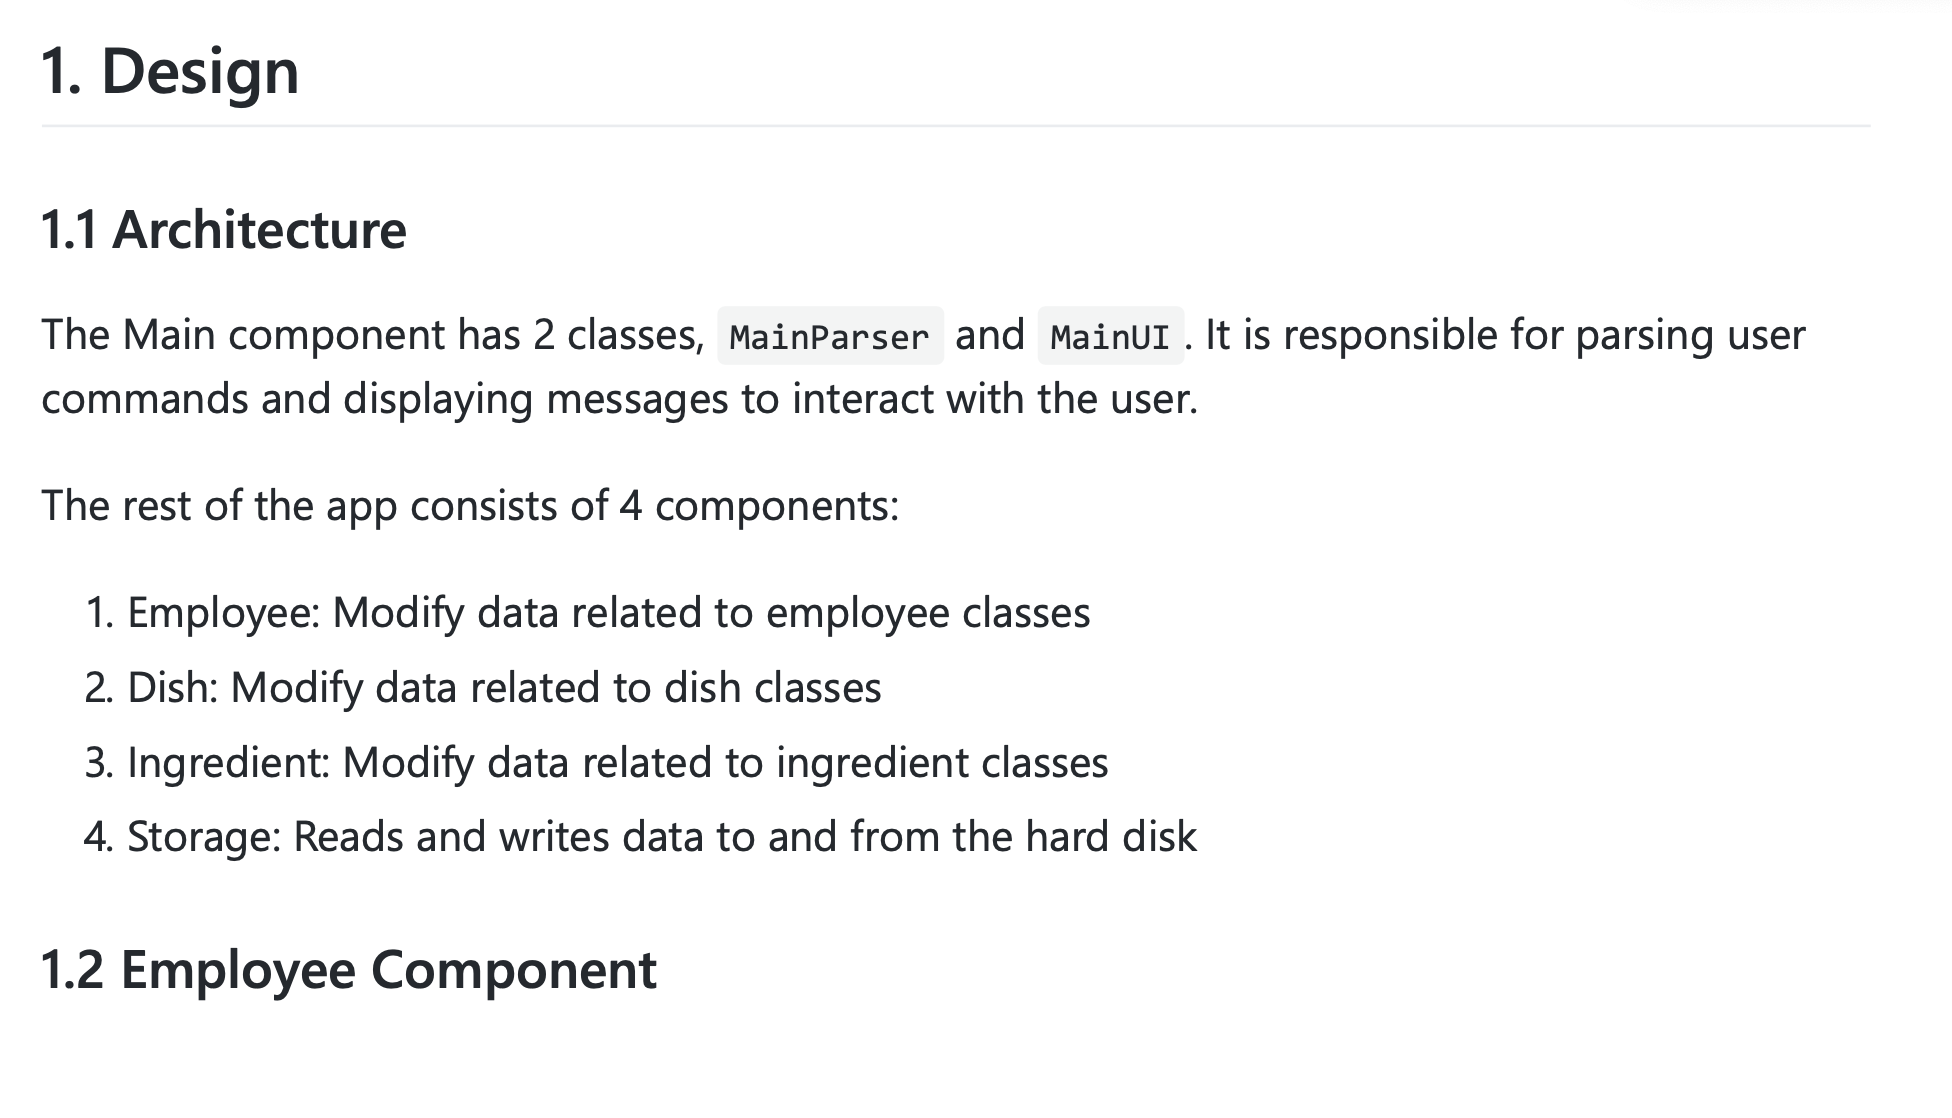 1. Design
1.1 Architecture
The Main component has 2 classes, MainParser and MainUI. It is responsible for parsing user
commands and displaying messages to interact with the user.
The rest of the app consists of 4 components:
1. Employee: Modify data related to employee classes
2. Dish: Modify data related to dish classes
3. Ingredient: Modify data related to ingredient classes
4. Storage: Reads and writes data to and from the hard disk
1.2 Employee Component